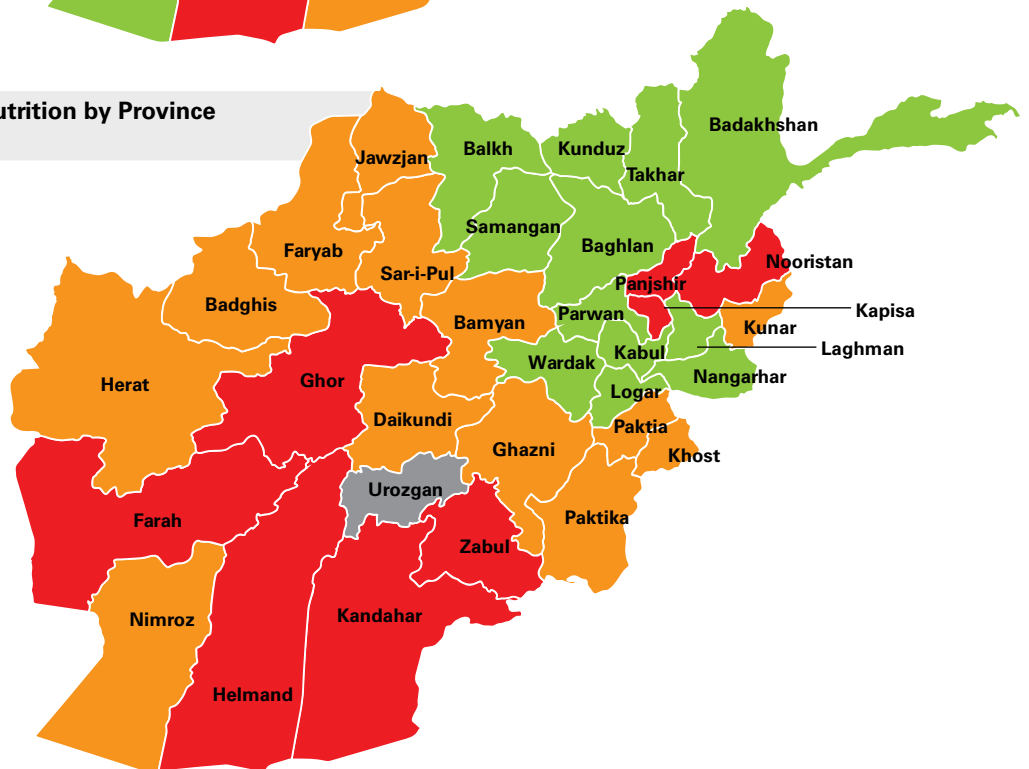 utrition by Province
Badakhshan
Jawzjan
Balkh
Kunduz
Takhar
Samangan
Baghlan
Faryab
Sar-i-Pul
Nooristan
Panjshir
Badghis
Kapisa
Parwan
Bamyan
Kunar
Laghman
Kabul
Wardak
Nangarhar
Herat
Ghor
Logar
Daikundi
Paktia
Ghazni
Khost
Urozgan
Farah
Paktika
Zabul
Nimroz
Kandahar
Helmand